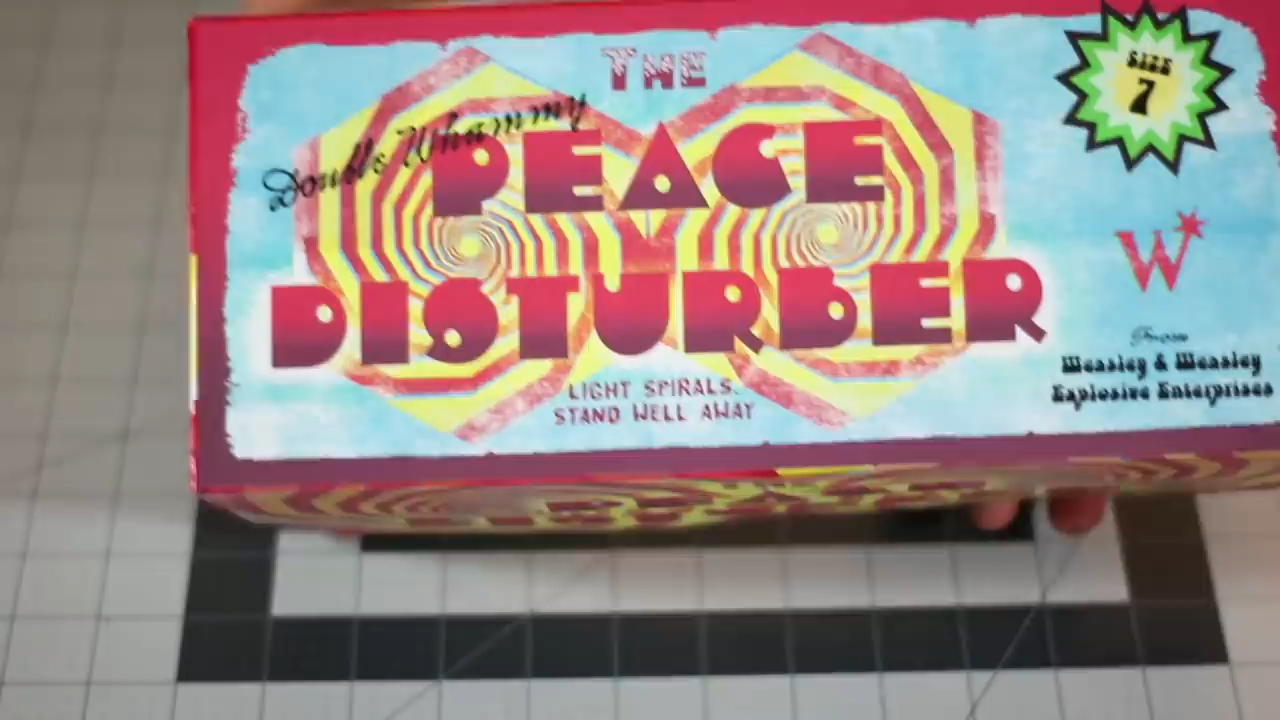 THE
Double Whammy
PEACE
DISTURBER
LIGHT SPIRALS.
STAND WELL AWAY
SIZE
7
W
From
Weasley & Weasley
Explosive Enterprises